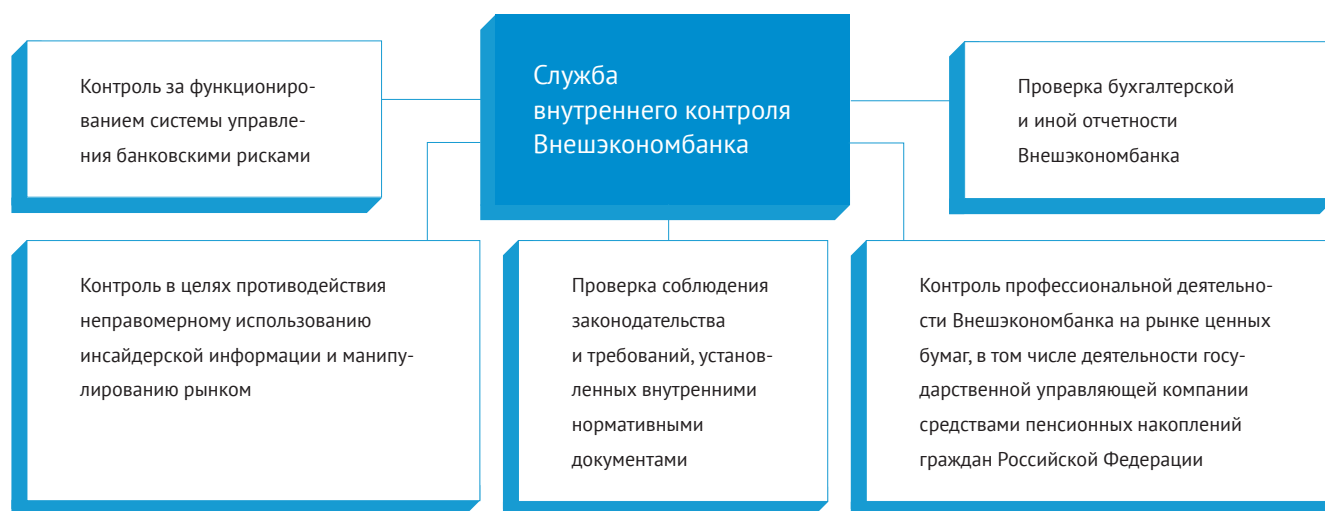 Контроль за функциониро-
ванием системы управле-
ния банковскими рисками
Служба
внутреннего контроля
Внешэкономбанка
Проверка бухгалтерской
и иной отчетности
Внешэкономбанка
Контроль в целях противодействия
неправомерному использованию
инсайдерской информации и манипу-
лированию рынком
Проверка соблюдения
законодательства
и требований, установ-
ленных внутренними
нормативными
документами
Контроль профессиональной деятельно-
сти Внешэкономбанка на рынке ценных
бумаг, в том числе деятельности госу-
дарственной управляющей компании
средствами пенсионных накоплений
граждан Российской Федерации